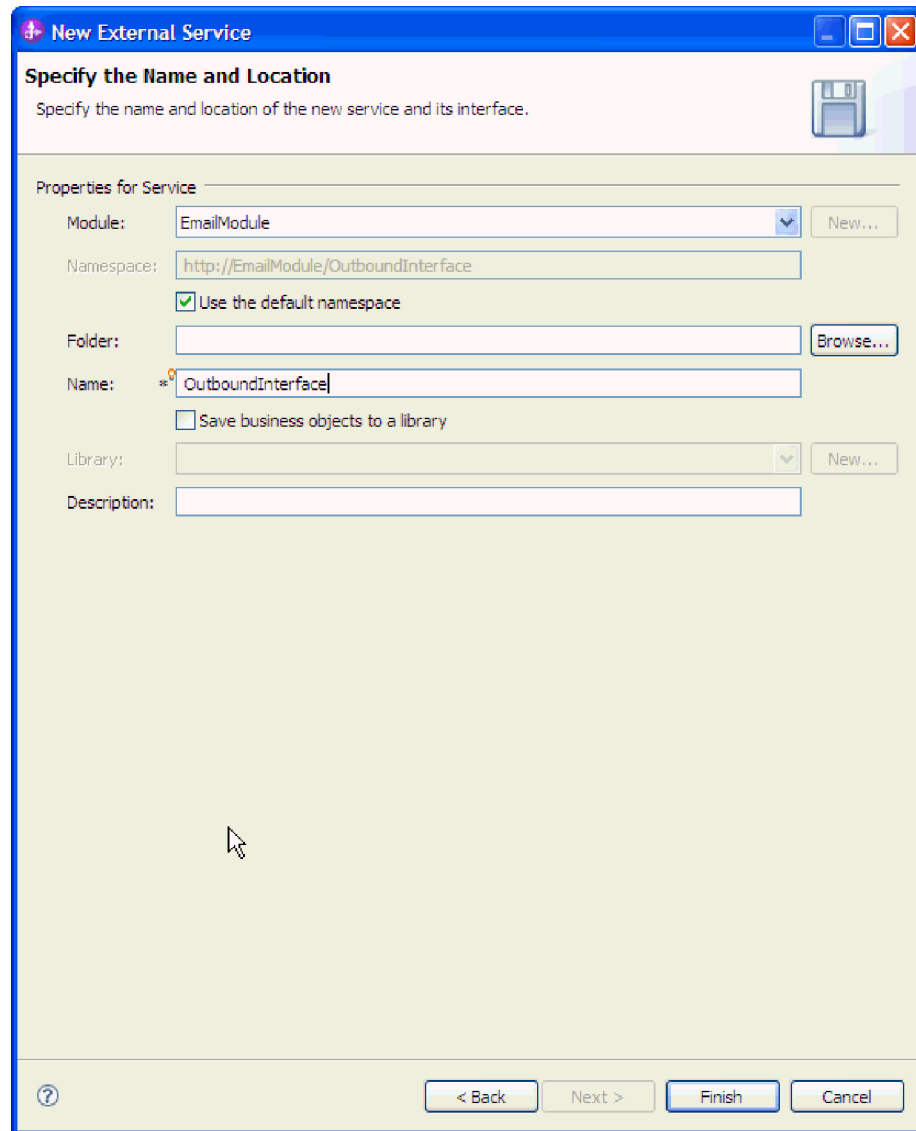 New External Service
Specify the Name and Location
Specify the name and location of the new service and its interface.
Properties for Service
Module: EmailModule New...
Namespace: http://EmailModule/OutboundInterface
Use the default namespace
Folder: Browse...
Name: * OutboundInterface
Save business objects to a library
Library: New...
Description:
? < Back Next > Finish Cancel